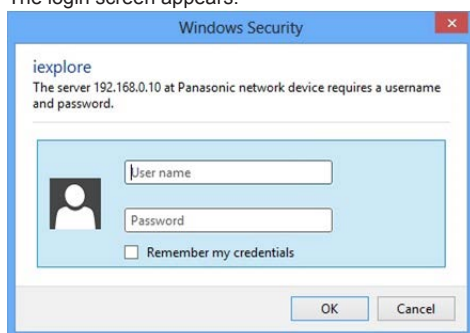 The login screen appears.
Windows Security
iexplore
The server 192.168.0.10 at Panasonic network device requires a username
and password.
User name
Password
Remember my credentials
OK
Cancel